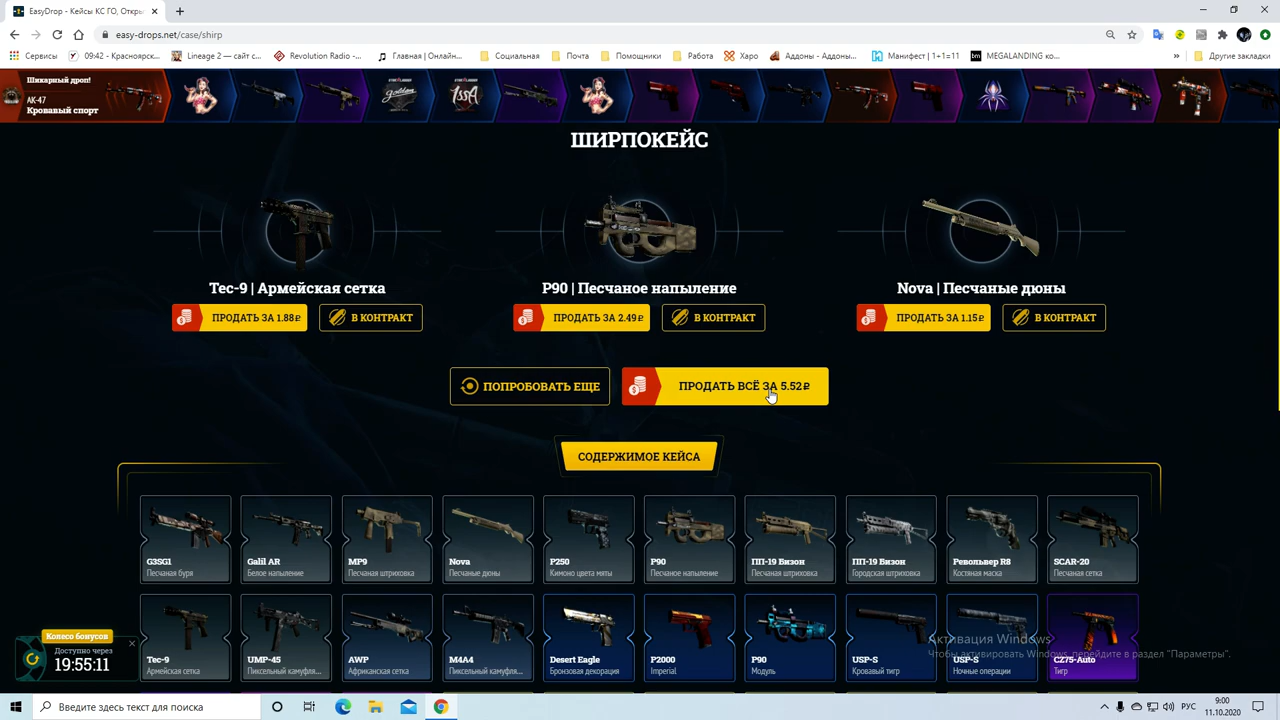 EasyDrop - Кейсы КС ГО, Откры
easy-drops.net/case/shirp
Сервисы
09:42 - Красноярск...
Lineage 2 — сайт с...
Revolution Radio -...
Главная | Онлайн...
Социальная
Почта
Помощники
Работа
Харо
Аддоны - Аддоны...
Манифест | 1+1=11
MEGALANDING ко...
»
Другие закладки
Шикарный дроп!
AK-47
Кровавый спорт
ШИРПОКЕЙС
Tec-9 | Армейская сетка
P90 | Песчаное напыление
Nova | Песчаные дюны
ПРОДАТЬ ЗА 1.88₽
В КОНТРАКТ
ПРОДАТЬ ЗА 2.49₽
В КОНТРАКТ
ПРОДАТЬ ЗА 1.15₽
В КОНТРАКТ
ПОПРОБОВАТЬ ЕЩЕ
ПРОДАТЬ ВСЁ ЗА 5.52₽
СОДЕРЖИМОЕ КЕЙСА
G3SG1
Песчаная буря
Galil AR
Белое напыление
MP9
Песчаная штриховка
Nova
Песчаные дюны
P250
Кимоно цвета мяты
P90
Песчаное напыление
ПП-19 Бизон
Песчаная штриховка
ПП-19 Бизон
Городская штриховка
Револьвер R8
Костяная маска
SCAR-20
Песчаная сетка
Tec-9
Армейская сетка
UMP-45
Пиксельный камуфля...
AWP
Африканская сетка
M4A4
Пиксельный камуфля...
Desert Eagle
Бронзовая декорация
P2000
Imperial
P90
Модуль
USP-S
Кровавый тигр
USP-S
Ночные операции
CZ75-Auto
Тигр
Колесо бонусов
Доступно через
19:55:11
Активация Windows
Чтобы активировать Windows, перейдите в раздел "Параметры".
Введите здесь текст для поиска
РУС
9:00
11.10.2020